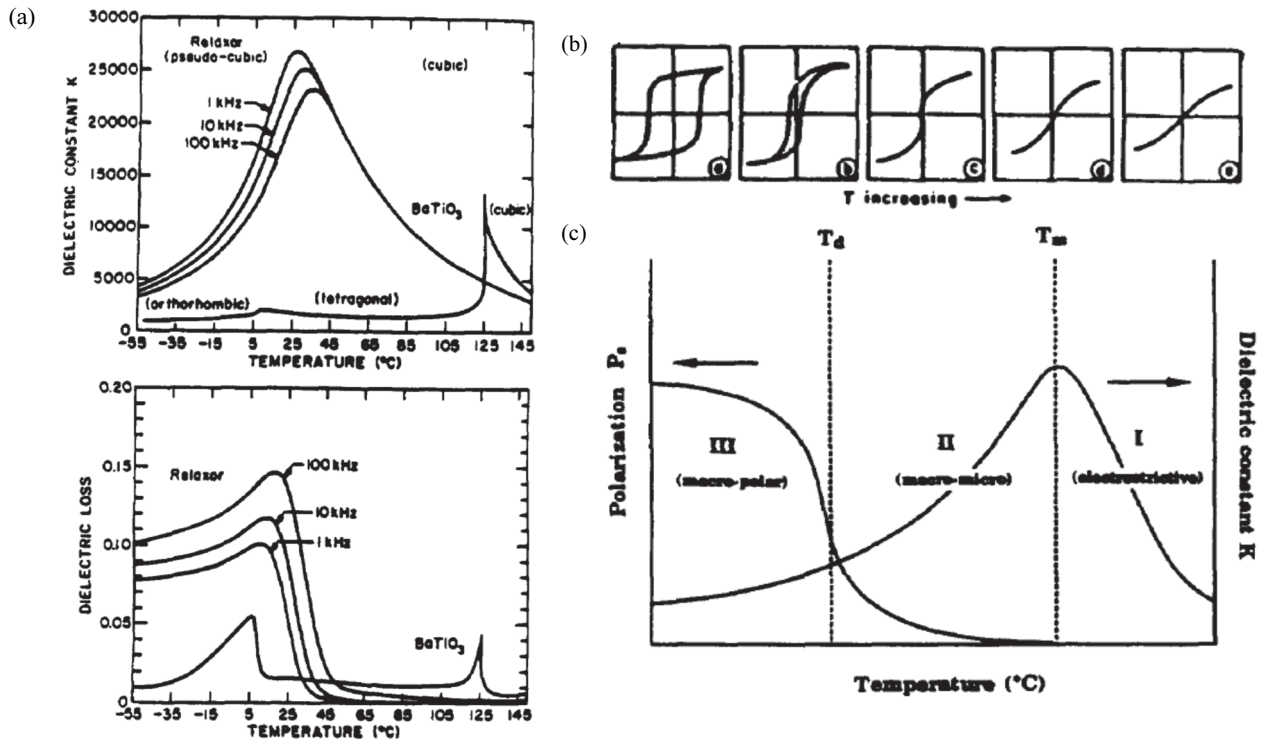 (a)
30000
25000
20000
15000
10000
5000
0
DIELECTRIC CONSTANT K
Relaxor
(pseudo-cubic)
(cubic)
1 kHz
10 kHz
100 kHz
BaTiO3
(cubic)
(orthorhombic)
(tetragonal)
-55 -35 -15 5 25 45 65 85 105 125 145
TEMPERATURE (°C)
0.20
0.15
0.10
0.05
0
DIELECTRIC LOSS
Relaxor
100 kHz
10 kHz
1 kHz
BaTiO3
-55 -35 -15 5 25 45 65 85 105 125 145
TEMPERATURE (°C)
(b)
a b c d e
T increasing
(c)
Td Tm
Polarization Ps
III
(macro-polar)
II
(macro-micro)
I
(electrostrictive)
Dielectric constant K
Temperature (°C)